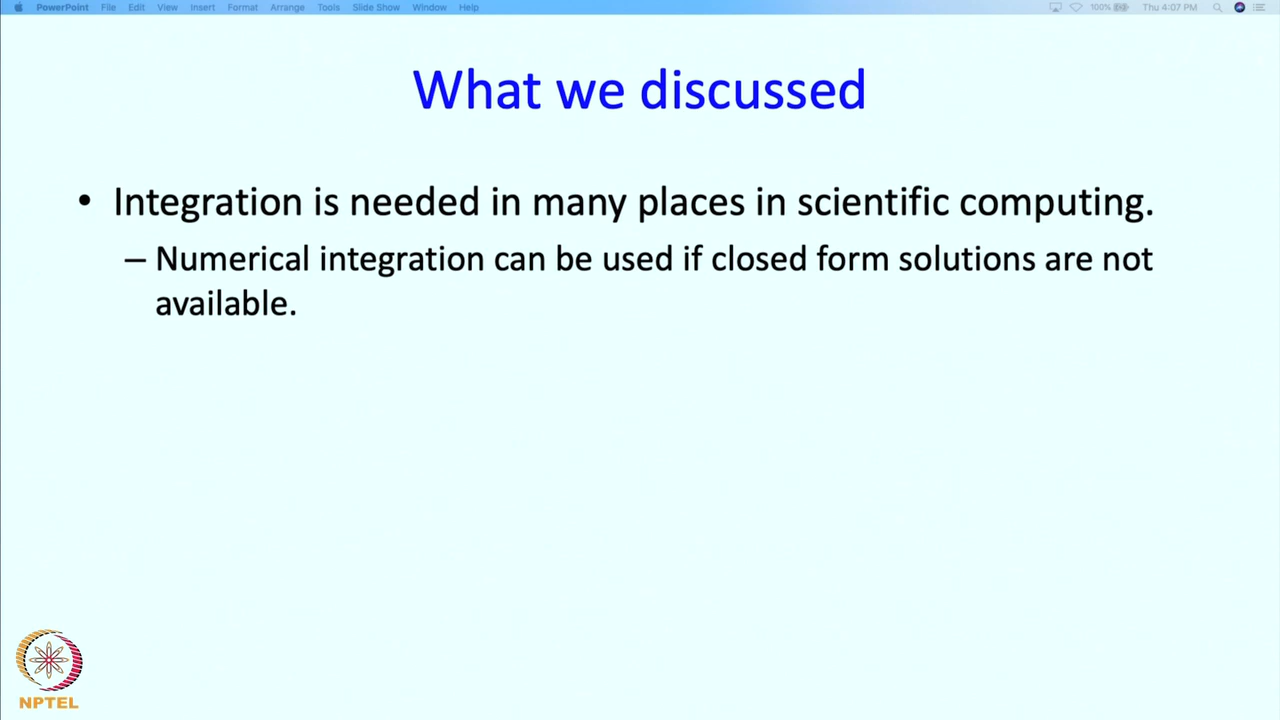 PowerPoint File Edit View Insert Format Arrange Tools Slide Show Window Help 100% Thu 4:07 PM
What we discussed
• Integration is needed in many places in scientific computing.
– Numerical integration can be used if closed form solutions are not
available.
NPTEL